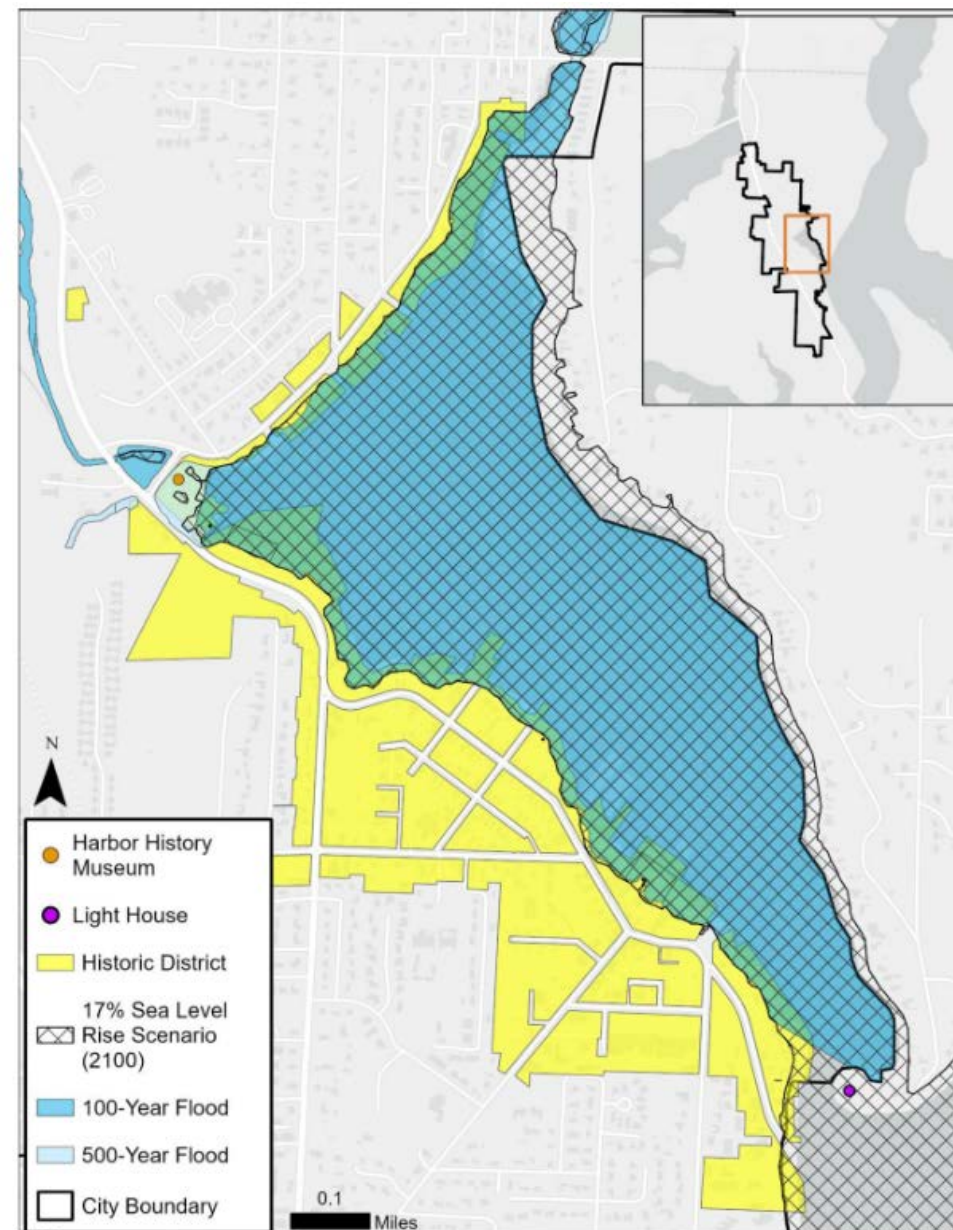 N
Harbor History
Museum
Light House
Historic District
17% Sea Level
Rise Scenario
(2100)
100-Year Flood
500-Year Flood
City Boundary
0.1
Miles